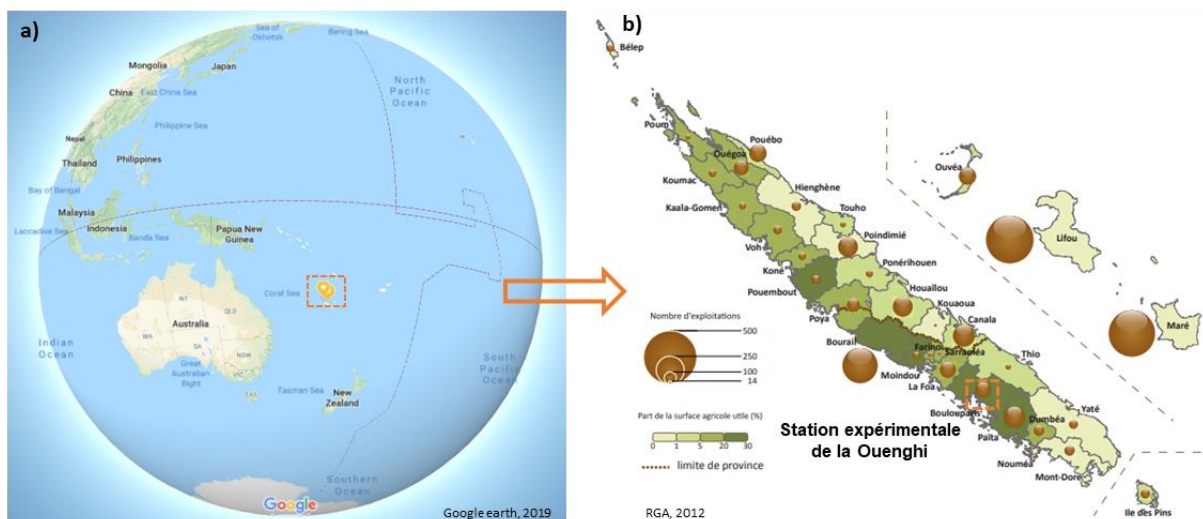 a)
Sea of
Okhotsk
Bering Sea
Mongolia
Japan
China
East China Sea
North
Pacific
Ocean
Nepal
Philippine Sea
Thailand
Philippines
Bay of Bengal
Malaysia
Laccadive Sea
Indonesia
Banda Sea
Papua New
Guinea
Coral Sea
NT
QLD
Australia
WA
SA
NSW
VIC
TAS
Indian
Ocean
Great
Australian
Bight
Tasman Sea
New
Zealand
South
Pacific
Ocean
Southern
Ocean
Google
Google earth, 2019
b)
Bélep
Poum
Pouébo
Ouégoa
Koumac
Hienghène
Kaala-Gomen
Touho
Poindimié
Voh
Ponérihouen
Koné
Houaïlou
Pouembout
Kouaoua
Poya
Canala
Bourail
Farino
Sarraméa
Thio
Moindou
La Foa
Boulouparis
Yaté
Dumbéa
Païta
Nouméa
Mont-Dore
Ile des Pins
Ouvéa
Lifou
Maré
Nombre d'exploitations
500
250
100
14
Part de la surface agricole utile (%)
0 1 5 20 30
limite de province
Station expérimentale
de la Ouenghi
RGA, 2012